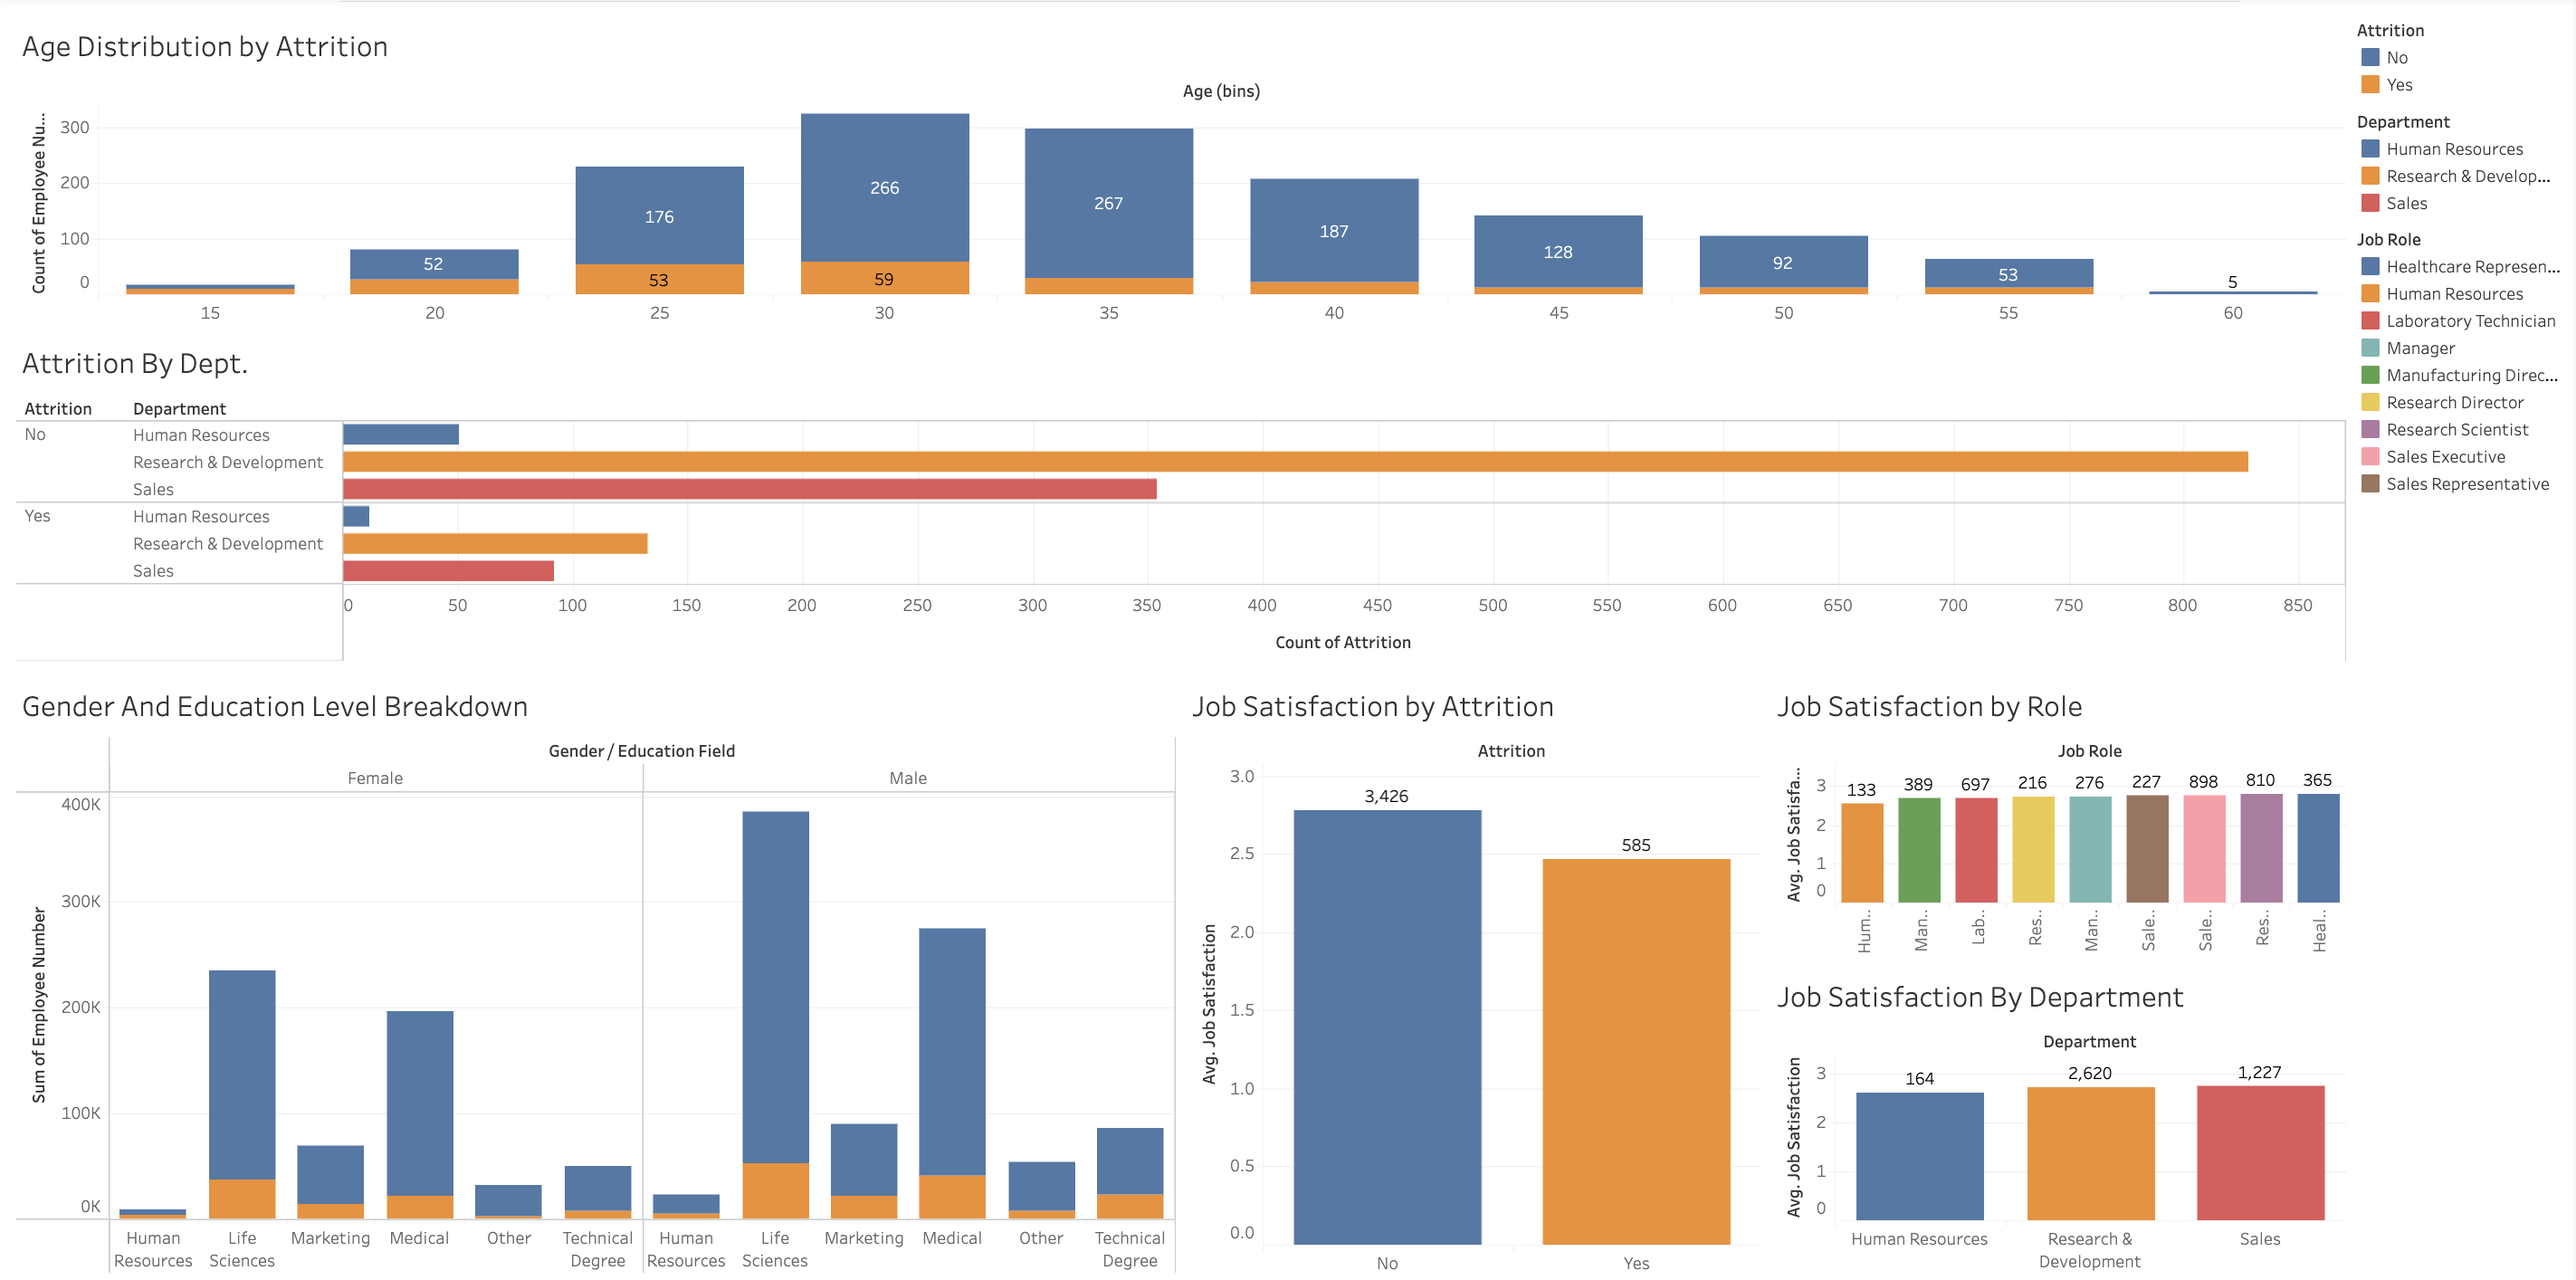 Age Distribution by Attrition
Age (bins)
Count of Employee Nu...
300
200
100
0
176
266
267
187
128
92
53
5
52
53
59
15 20 25 30 35 40 45 50 55 60
Attrition By Dept.
Attrition Department
No Human Resources
Research & Development
Sales
Yes Human Resources
Research & Development
Sales
0 50 100 150 200 250 300 350 400 450 500 550 600 650 700 750 800 850
Count of Attrition
Gender And Education Level Breakdown
Gender / Education Field
Female Male
Sum of Employee Number
400K
300K
200K
100K
0K
Human Resources
Life Sciences
Marketing
Medical
Other
Technical Degree
Human Resources
Life Sciences
Marketing
Medical
Other
Technical Degree
Job Satisfaction by Attrition
Attrition
Avg. Job Satisfaction
3.0
2.5
2.0
1.5
1.0
0.5
0.0
3,426
585
No Yes
Job Satisfaction by Role
Job Role
Avg. Job Satisfa...
3
2
1
0
133 389 697 216 276 227 898 810 365
Hum.. Man.. Lab.. Res.. Man.. Sale.. Sale.. Res.. Heal..
Job Satisfaction By Department
Department
Avg. Job Satisfaction
3
2
1
0
164 2,620 1,227
Human Resources
Research &
Development
Sales
Attrition
No
Yes
Department
Human Resources
Research & Develop...
Sales
Job Role
Healthcare Represen...
Human Resources
Laboratory Technician
Manager
Manufacturing Direc...
Research Director
Research Scientist
Sales Executive
Sales Representative